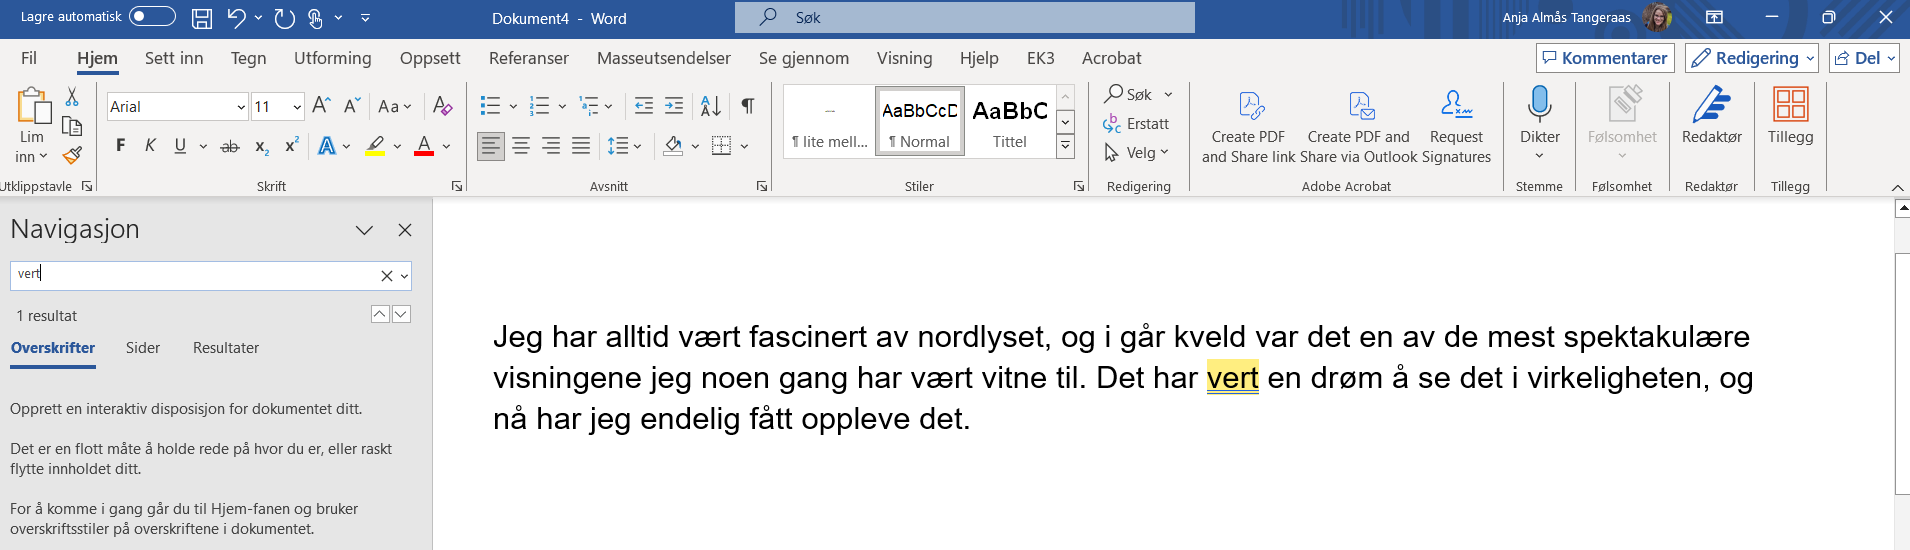 Lagre automatisk
Dokument4 - Word
Søk
Anja Almås Tangeraas
Fil Hjem Sett inn Tegn Utforming Oppsett Referanser Masseutsendelser Se gjennom Visning Hjelp EK3 Acrobat
Kommentarer Redigering Del
Lim
inn
Utklippstavle
Arial 11 A A Aa A
F K U ab x₂ x² A A
Skrift
Avsnitt
AaBbCcD AaBbC
¶ lite mell... ¶ Normal Tittel
Stiler
Søk
Erstatt
Velg
Redigering
Create PDF
and Share link
Create PDF and
Share via Outlook
Request
Signatures
Adobe Acrobat
Dikter
Stemme
Følsomhet
Følsomhet
Redaktør
Redaktør
Tillegg
Tillegg
Navigasjon
vert
1 resultat
Overskrifter Sider Resultater
Opprett en interaktiv disposisjon for dokumentet ditt.
Det er en flott måte å holde rede på hvor du er, eller raskt
flytte innholdet ditt.
For å komme i gang går du til Hjem-fanen og bruker
overskriftsstiler på overskriftene i dokumentet.
Jeg har alltid vært fascinert av nordlyset, og i går kveld var det en av de mest spektakulære
visningene jeg noen gang har vært vitne til. Det har vert en drøm å se det i virkeligheten, og
nå har jeg endelig fått oppleve det.